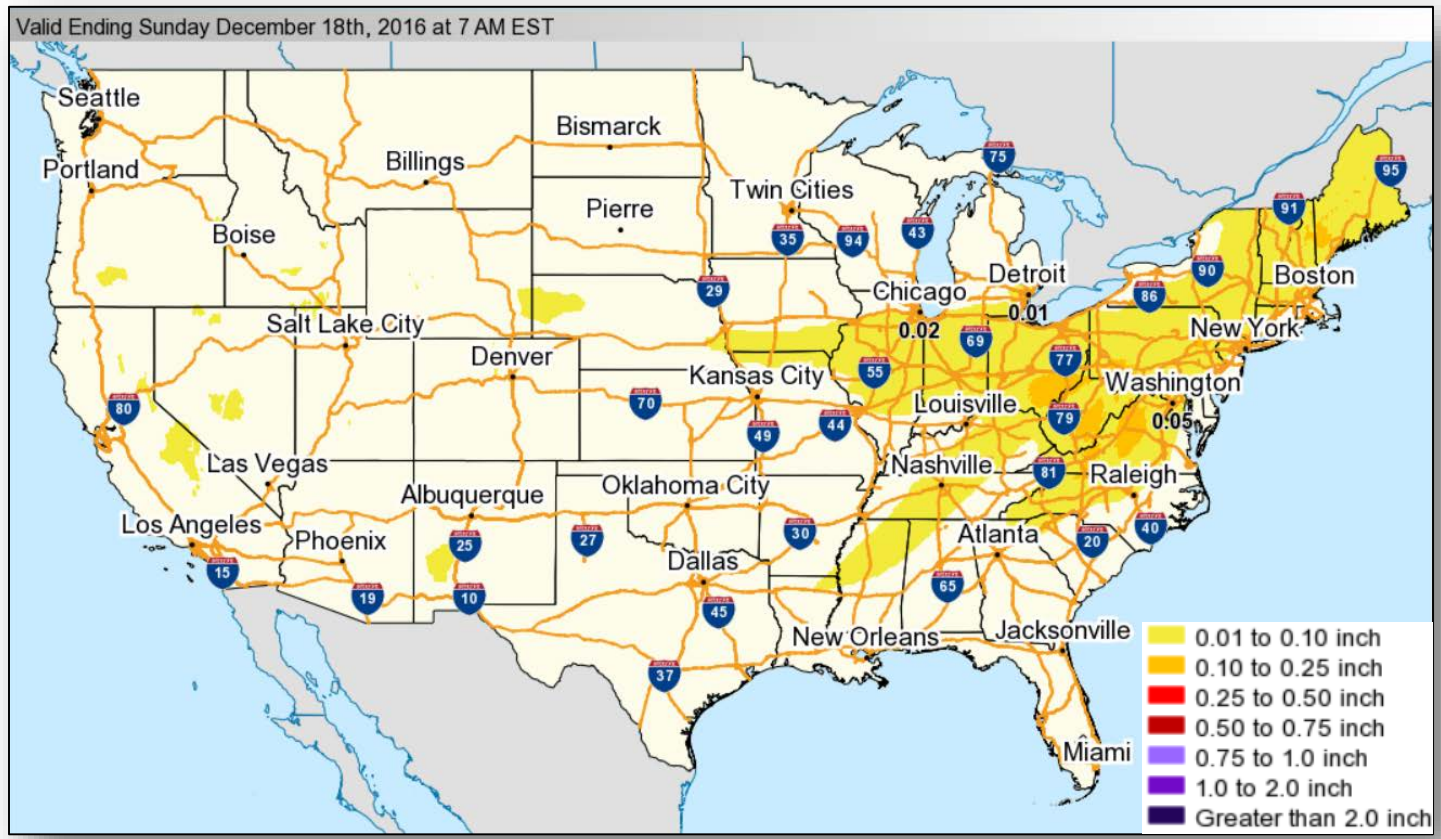 Valid Ending Sunday December 18th, 2016 at 7 AM EST
Seattle
Bismarck
Portland
Billings
75
95
Twin Cities
Pierre
91
Boise
35
94
43
90
Detroit
Boston
29
Chicago
86
0.01
Salt Lake City
0.02
New York
69
Denver
77
55
Kansas City
Washington
80
70
Louisville
79
0.05
49
44
Las Vegas
Nashville
81
Raleigh
Albuquerque
Oklahoma City
Los Angeles
Phoenix
25
27
30
Atlanta
20
40
15
Dallas
19
10
45
65
New Orleans
Jacksonville
37
Miami
0.01 to 0.10 inch
0.10 to 0.25 inch
0.25 to 0.50 inch
0.50 to 0.75 inch
0.75 to 1.0 inch
1.0 to 2.0 inch
Greater than 2.0 inch